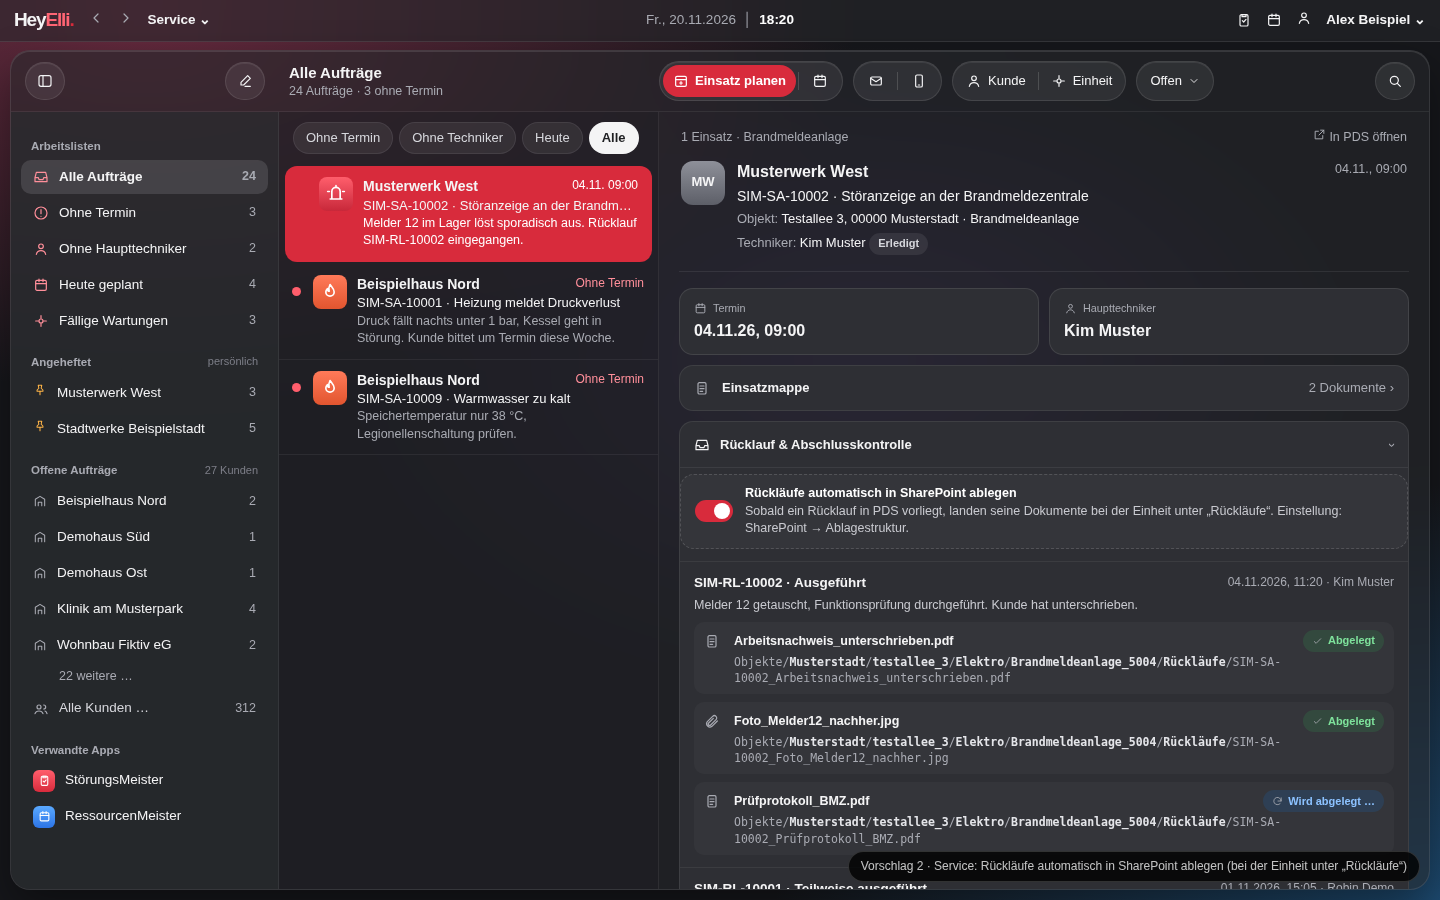 HeyElli.
Service
Fr., 20.11.2026 | 18:20
Alex Beispiel
Alle Aufträge
24 Aufträge · 3 ohne Termin
Einsatz planen
Kunde
Einheit
Offen
Arbeitslisten
Alle Aufträge 24
Ohne Termin 3
Ohne Haupttechniker 2
Heute geplant 4
Fällige Wartungen 3
Angeheftet persönlich
Musterwerk West 3
Stadtwerke Beispielstadt 5
Offene Aufträge 27 Kunden
Beispielhaus Nord 2
Demohaus Süd 1
Demohaus Ost 1
Klinik am Musterpark 4
Wohnbau Fiktiv eG 2
22 weitere …
Alle Kunden … 312
Verwandte Apps
StörungsMeister
RessourcenMeister
Ohne Termin Ohne Techniker Heute Alle
Musterwerk West 04.11. 09:00
SIM-SA-10002 · Störanzeige an der Brandm…
Melder 12 im Lager löst sporadisch aus. Rücklauf
SIM-RL-10002 eingegangen.
Beispielhaus Nord Ohne Termin
SIM-SA-10001 · Heizung meldet Druckverlust
Druck fällt nachts unter 1 bar, Kessel geht in
Störung. Kunde bittet um Termin diese Woche.
Beispielhaus Nord Ohne Termin
SIM-SA-10009 · Warmwasser zu kalt
Speichertemperatur nur 38 °C,
Legionellenschaltung prüfen.
1 Einsatz · Brandmeldeanlage In PDS öffnen
MW
Musterwerk West 04.11., 09:00
SIM-SA-10002 · Störanzeige an der Brandmeldezentrale
Objekt: Testallee 3, 00000 Musterstadt · Brandmeldeanlage
Techniker: Kim Muster Erledigt
Termin
04.11.26, 09:00
Haupttechniker
Kim Muster
Einsatzmappe 2 Dokumente ›
Rücklauf & Abschlusskontrolle
Rückläufe automatisch in SharePoint ablegen
Sobald ein Rücklauf in PDS vorliegt, landen seine Dokumente bei der Einheit unter „Rückläufe“. Einstellung:
SharePoint → Ablagestruktur.
SIM-RL-10002 · Ausgeführt 04.11.2026, 11:20 · Kim Muster
Melder 12 getauscht, Funktionsprüfung durchgeführt. Kunde hat unterschrieben.
Arbeitsnachweis_unterschrieben.pdf Abgelegt
Objekte/Musterstadt/testallee_3/Elektro/Brandmeldeanlage_5004/Rückläufe/SIM-SA-
10002_Arbeitsnachweis_unterschrieben.pdf
Foto_Melder12_nachher.jpg Abgelegt
Objekte/Musterstadt/testallee_3/Elektro/Brandmeldeanlage_5004/Rückläufe/SIM-SA-
10002_Foto_Melder12_nachher.jpg
Prüfprotokoll_BMZ.pdf Wird abgelegt …
Objekte/Musterstadt/testallee_3/Elektro/Brandmeldeanlage_5004/Rückläufe/SIM-SA-
10002_Prüfprotokoll_BMZ.pdf
Vorschlag 2 · Service: Rückläufe automatisch in SharePoint ablegen (bei der Einheit unter „Rückläufe“)
SIM-RL-10001 · Teilweise ausgeführt 01.11.2026, 15:05 · Robin Demo